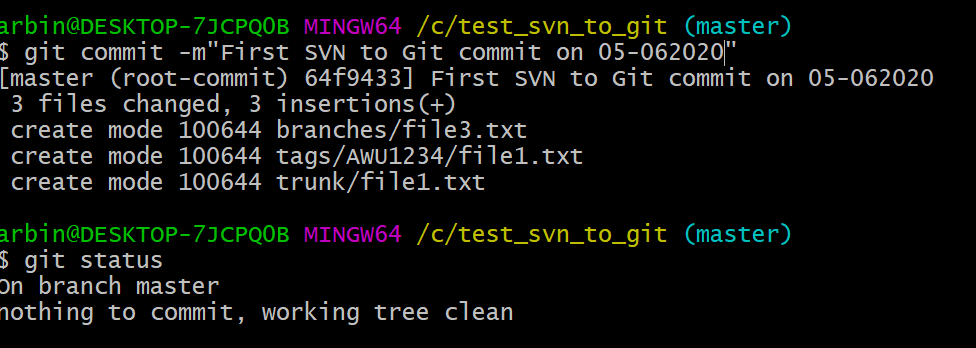 arbin@DESKTOP-7JCPQ0B MINGW64 /c/test_svn_to_git (master)
$ git commit -m"First SVN to Git commit on 05-062020"
[master (root-commit) 64f9433] First SVN to Git commit on 05-062020
3 files changed, 3 insertions(+)
create mode 100644 branches/file3.txt
create mode 100644 tags/AWU1234/file1.txt
create mode 100644 trunk/file1.txt
arbin@DESKTOP-7JCPQ0B MINGW64 /c/test_svn_to_git (master)
$ git status
On branch master
nothing to commit, working tree clean